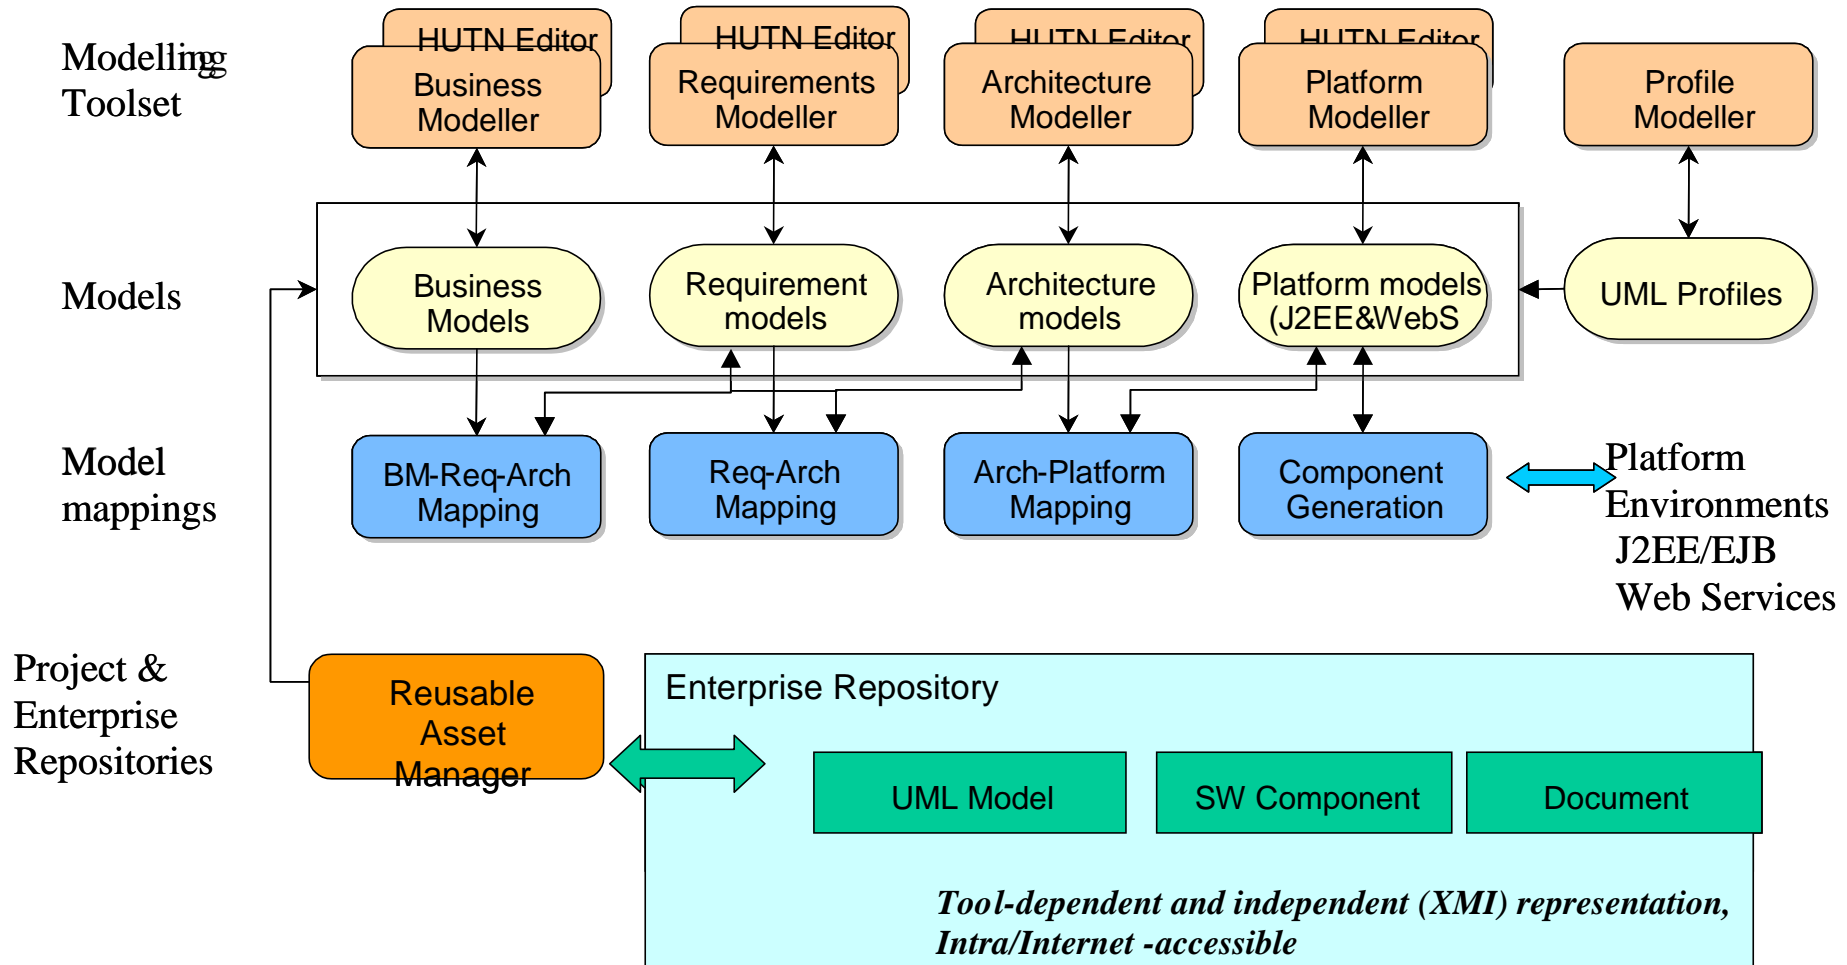 Modelling
Toolset
HUTN Editor
Business
Modeller
HUTN Editor
Requirements
Modeller
HUTN Editor
Architecture
Modeller
HUTN Editor
Platform
Modeller
Profile
Modeller
Models
Business
Models
Requirement
models
Architecture
models
Platform models
(J2EE&WebS
UML Profiles
Model
mappings
BM-Req-Arch
Mapping
Req-Arch
Mapping
Arch-Platform
Mapping
Component
Generation
Platform
Environments
J2EE/EJB
Web Services
Project &
Enterprise
Repositories
Reusable
Asset
Manager
Enterprise Repository
UML Model
SW Component
Document
Tool-dependent and independent (XMI) representation,
Intra/Internet -accessible